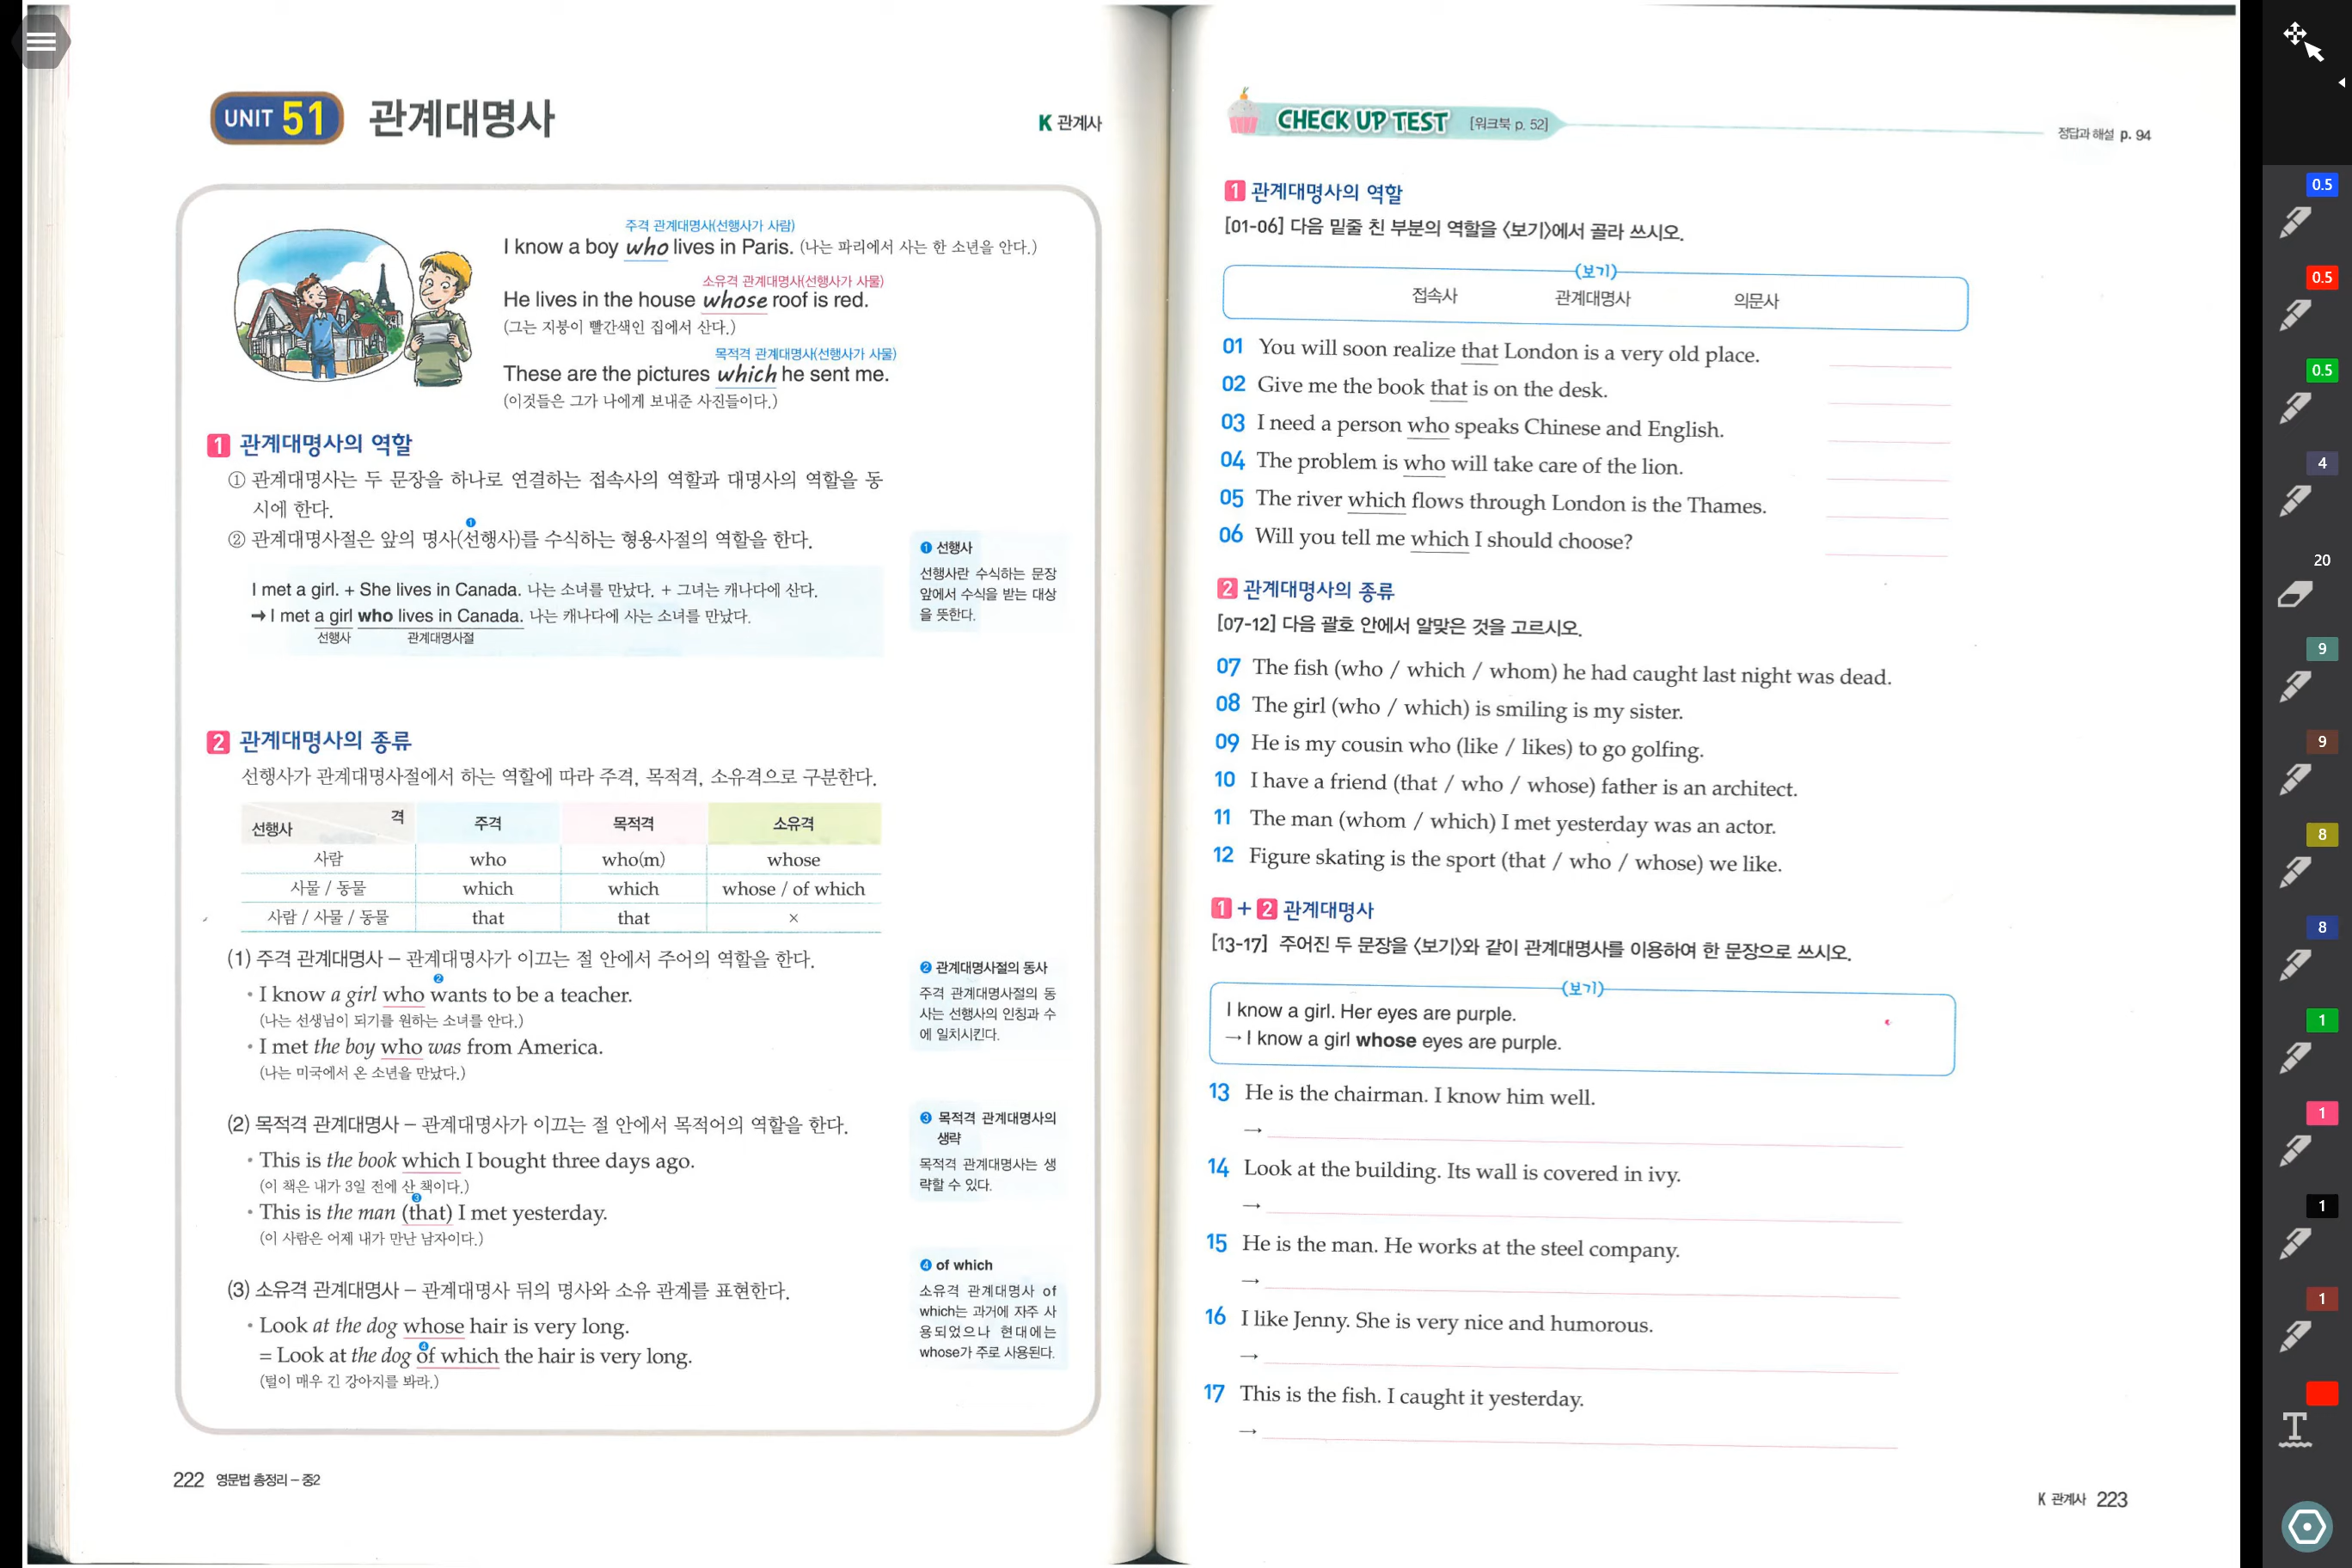 UNIT 51 관계대명사
K 관계사
주격 관계대명사(선행사가 사람)
I know a boy who lives in Paris. (나는 파리에서 사는 한 소년을 안다.)
소유격 관계대명사(선행사가 사물)
He lives in the house whose roof is red.
(그는 지붕이 빨간색인 집에서 산다.)
목적격 관계대명사(선행사가 사물)
These are the pictures which he sent me.
(이것들은 그가 나에게 보내준 사진들이다.)
1 관계대명사의 역할
① 관계대명사는 두 문장을 하나로 연결하는 접속사의 역할과 대명사의 역할을 동
시에 한다.
❶
② 관계대명사절은 앞의 명사(선행사)를 수식하는 형용사절의 역할을 한다.
I met a girl. + She lives in Canada. 나는 소녀를 만났다. + 그녀는 캐나다에 산다.
➔ I met a girl who lives in Canada. 나는 캐나다에 사는 소녀를 만났다.
선행사 관계대명사절
❶ 선행사
선행사란 수식하는 문장
앞에서 수식을 받는 대상
을 뜻한다.
2 관계대명사의 종류
선행사가 관계대명사절에서 하는 역할에 따라 주격, 목적격, 소유격으로 구분한다.
선행사 격 주격 목적격 소유격
사람 who who(m) whose
사물 / 동물 which which whose / of which
사람 / 사물 / 동물 that that ×
(1) 주격 관계대명사 – 관계대명사가 이끄는 절 안에서 주어의 역할을 한다.
❷
• I know a girl who wants to be a teacher.
(나는 선생님이 되기를 원하는 소녀를 안다.)
• I met the boy who was from America.
(나는 미국에서 온 소년을 만났다.)
❷ 관계대명사절의 동사
주격 관계대명사절의 동
사는 선행사의 인칭과 수
에 일치시킨다.
(2) 목적격 관계대명사 – 관계대명사가 이끄는 절 안에서 목적어의 역할을 한다.
• This is the book which I bought three days ago.
(이 책은 내가 3일 전에 산 책이다.)
❸
• This is the man (that) I met yesterday.
(이 사람은 어제 내가 만난 남자이다.)
❸ 목적격 관계대명사의
생략
목적격 관계대명사는 생
략할 수 있다.
(3) 소유격 관계대명사 – 관계대명사 뒤의 명사와 소유 관계를 표현한다.
• Look at the dog whose hair is very long.
❹
= Look at the dog of which the hair is very long.
(털이 매우 긴 강아지를 봐라.)
❹ of which
소유격 관계대명사 of
which는 과거에 자주 사
용되었으나 현대에는
whose가 주로 사용된다.
222 영문법 총정리 – 중2
CHECK UP TEST [워크북 p. 52]
정답과 해설 p. 94
1 관계대명사의 역할
[01-06] 다음 밑줄 친 부분의 역할을 〈보기〉에서 골라 쓰시오.
〈보기〉
접속사 관계대명사 의문사
01 You will soon realize that London is a very old place.
02 Give me the book that is on the desk.
03 I need a person who speaks Chinese and English.
04 The problem is who will take care of the lion.
05 The river which flows through London is the Thames.
06 Will you tell me which I should choose?
2 관계대명사의 종류
[07-12] 다음 괄호 안에서 알맞은 것을 고르시오.
07 The fish (who / which / whom) he had caught last night was dead.
08 The girl (who / which) is smiling is my sister.
09 He is my cousin who (like / likes) to go golfing.
10 I have a friend (that / who / whose) father is an architect.
11 The man (whom / which) I met yesterday was an actor.
12 Figure skating is the sport (that / who / whose) we like.
1 + 2 관계대명사
[13-17] 주어진 두 문장을 〈보기〉와 같이 관계대명사를 이용하여 한 문장으로 쓰시오.
〈보기〉
I know a girl. Her eyes are purple.
→ I know a girl whose eyes are purple.
13 He is the chairman. I know him well.
→
14 Look at the building. Its wall is covered in ivy.
→
15 He is the man. He works at the steel company.
→
16 I like Jenny. She is very nice and humorous.
→
17 This is the fish. I caught it yesterday.
→
K 관계사 223
0.5
0.5
0.5
4
20
9
9
8
8
1
1
1
1
T